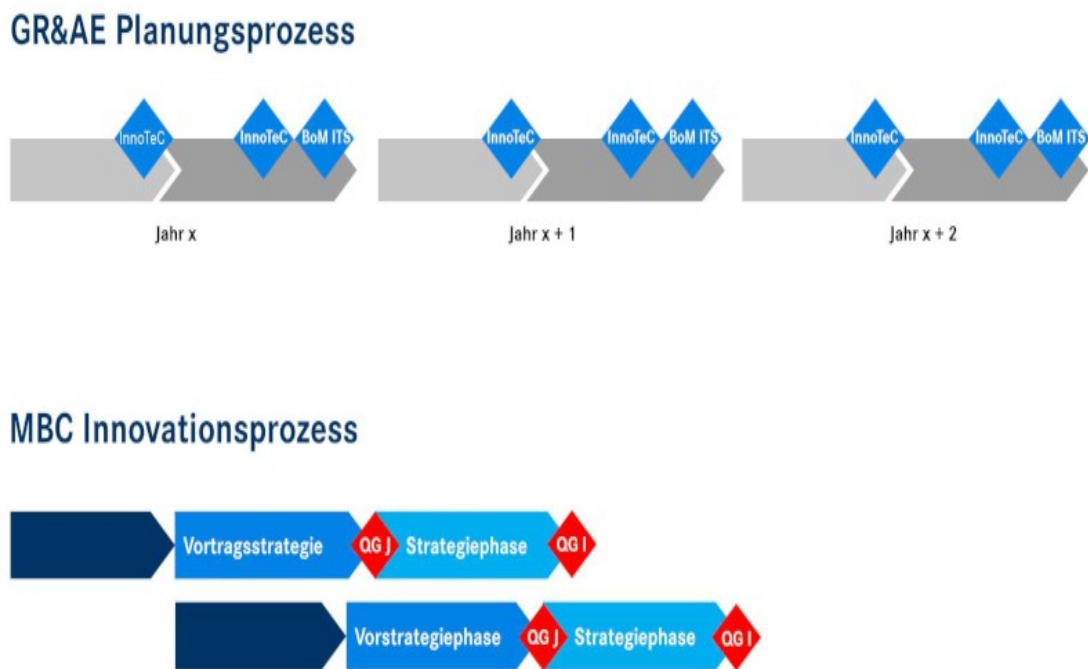 GR&AE Planungsprozess
InnoTeC InnoTeC BoM ITS InnoTeC InnoTeC BoM ITS InnoTeC InnoTeC BoM ITS
Jahr x Jahr x + 1 Jahr x + 2
MBC Innovationsprozess
Vortragsstrategie QG J Strategiephase QG I
Vorstrategiephase QG J Strategiephase QG I